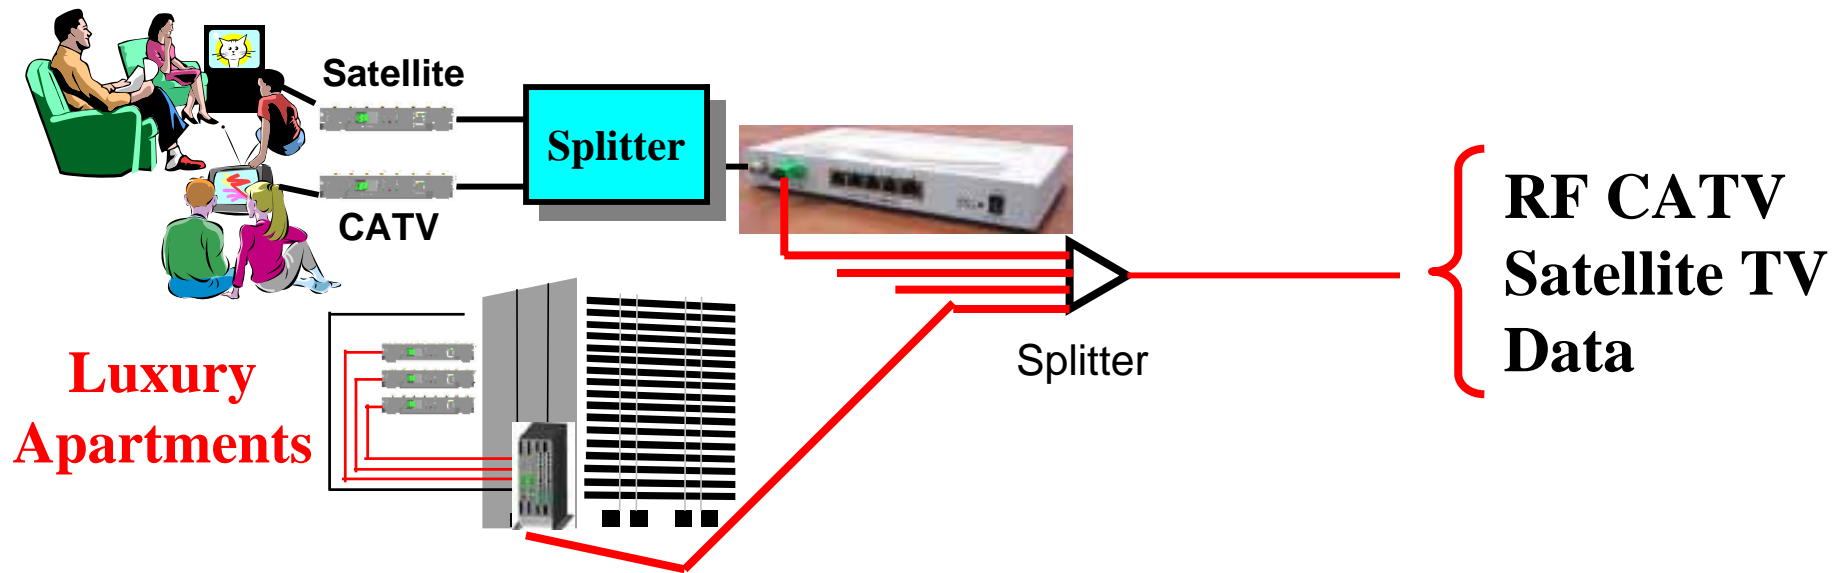 Satellite
Splitter
CATV
Luxury
Apartments
Splitter
RF CATV
Satellite TV
Data